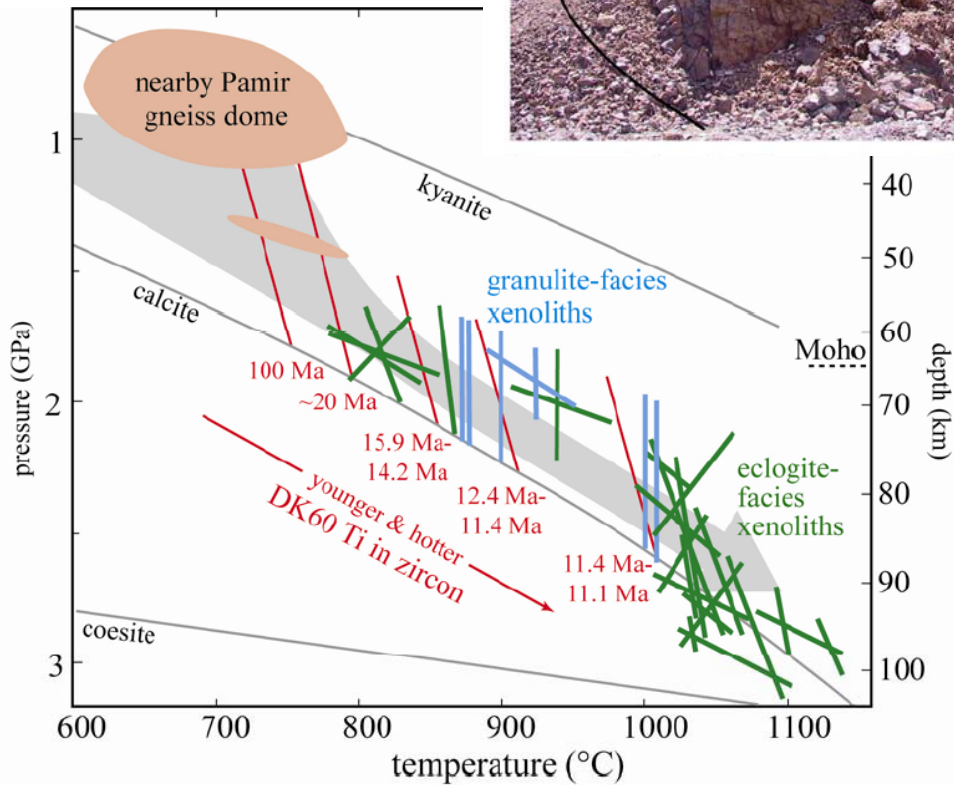 nearby Pamir
gneiss dome
kyanite
calcite
granulite-facies
xenoliths
Moho
100 Ma
~20 Ma
15.9 Ma-
14.2 Ma
12.4 Ma-
11.4 Ma
11.4 Ma-
11.1 Ma
younger & hotter
DK60 Ti in zircon
eclogite-
facies
xenoliths
coesite
pressure (GPa)
1
2
3
depth (km)
40
50
60
70
80
90
100
600 700 800 900 1000 1100
temperature (°C)